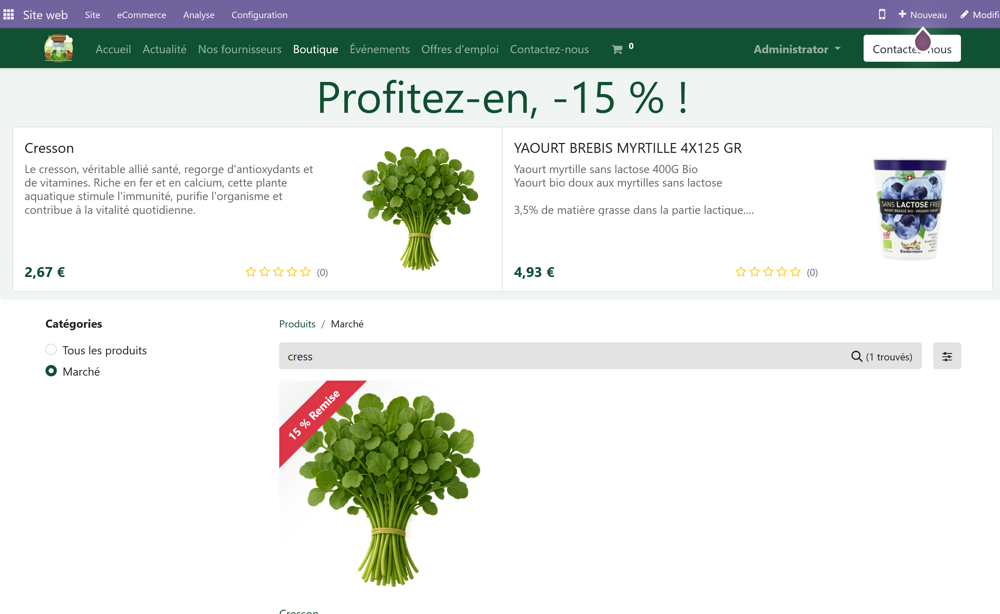 Site web Site eCommerce Analyse Configuration Nouveau
Accueil Actualité Nos fournisseurs Boutique Événements Offres d'emploi Contactez-nous 0 Administrator
Profitez-en, -15 % !
Cresson
Le cresson, véritable allié santé, regorge d'antioxydants et
de vitamines. Riche en fer et en calcium, cette plante
aquatique stimule l'immunité, purifie l'organisme et
contribue à la vitalité quotidienne.
2,67 € (0)
YAOURT BREBIS MYRTILLE 4X125 GR
Yaourt myrtille sans lactose 400G Bio
Yaourt bio doux aux myrtilles sans lactose
3,5% de matière grasse dans la partie lactique....
SANS LACTOSE FREE
YAOURT BRASSÉ BIO - ORGANIC YOGURT
Biedermann
4,93 € (0)
Catégories
Tous les produits
Marché
Produits / Marché
cress (1 trouvés)
15 % Remise
Cresson